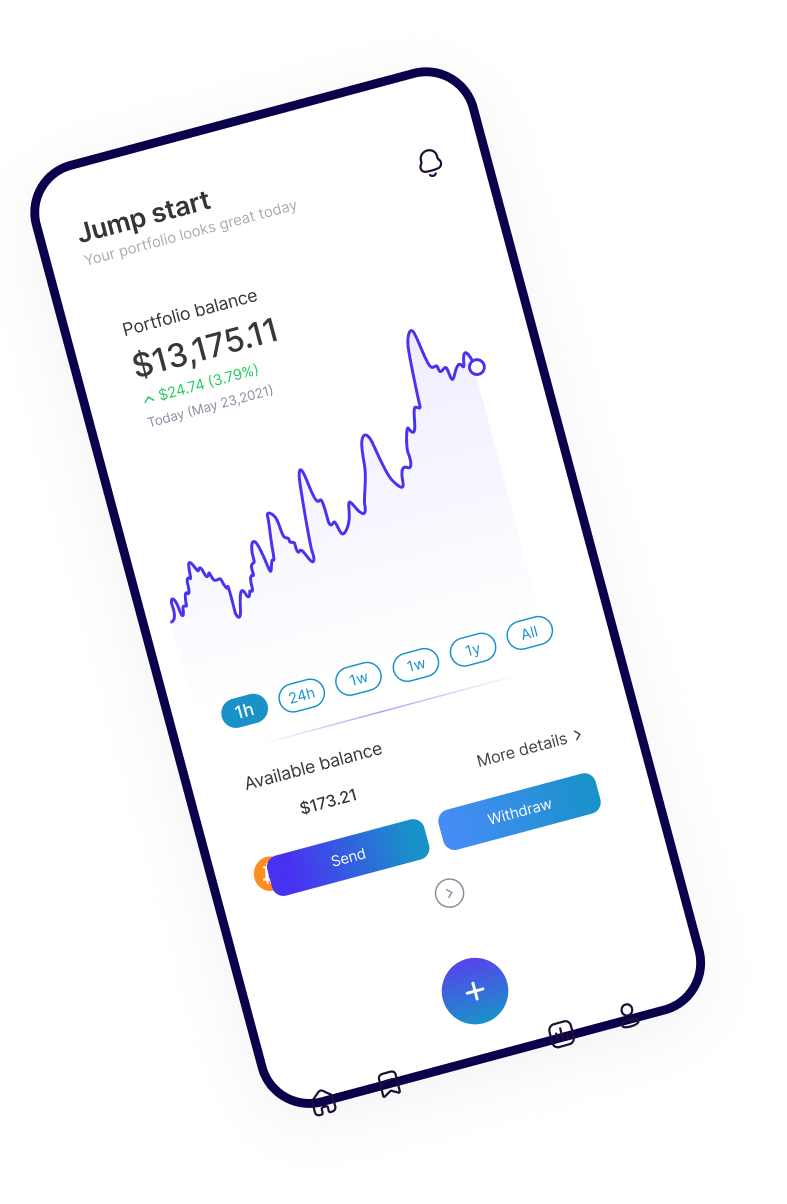 Jump start
Your portfolio looks great today
Portfolio balance
$13,175.11
$24.74 (3.79%)
Today (May 23,2021)
1h 24h 1w 1w 1y All
Available balance
More details
$173.21
Send
Withdraw